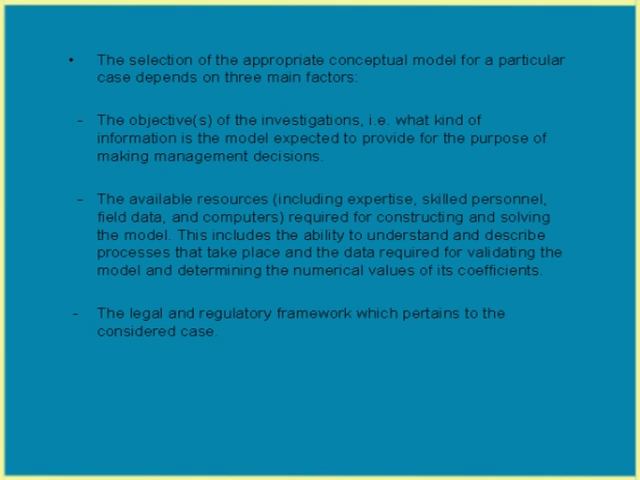 • The selection of the appropriate conceptual model for a particular
case depends on three main factors:
- The objective(s) of the investigations, i.e. what kind of
information is the model expected to provide for the purpose of
making management decisions.
- The available resources (including expertise, skilled personnel,
field data, and computers) required for constructing and solving
the model. This includes the ability to understand and describe
processes that take place and the data required for validating the
model and determining the numerical values of its coefficients.
- The legal and regulatory framework which pertains to the
considered case.